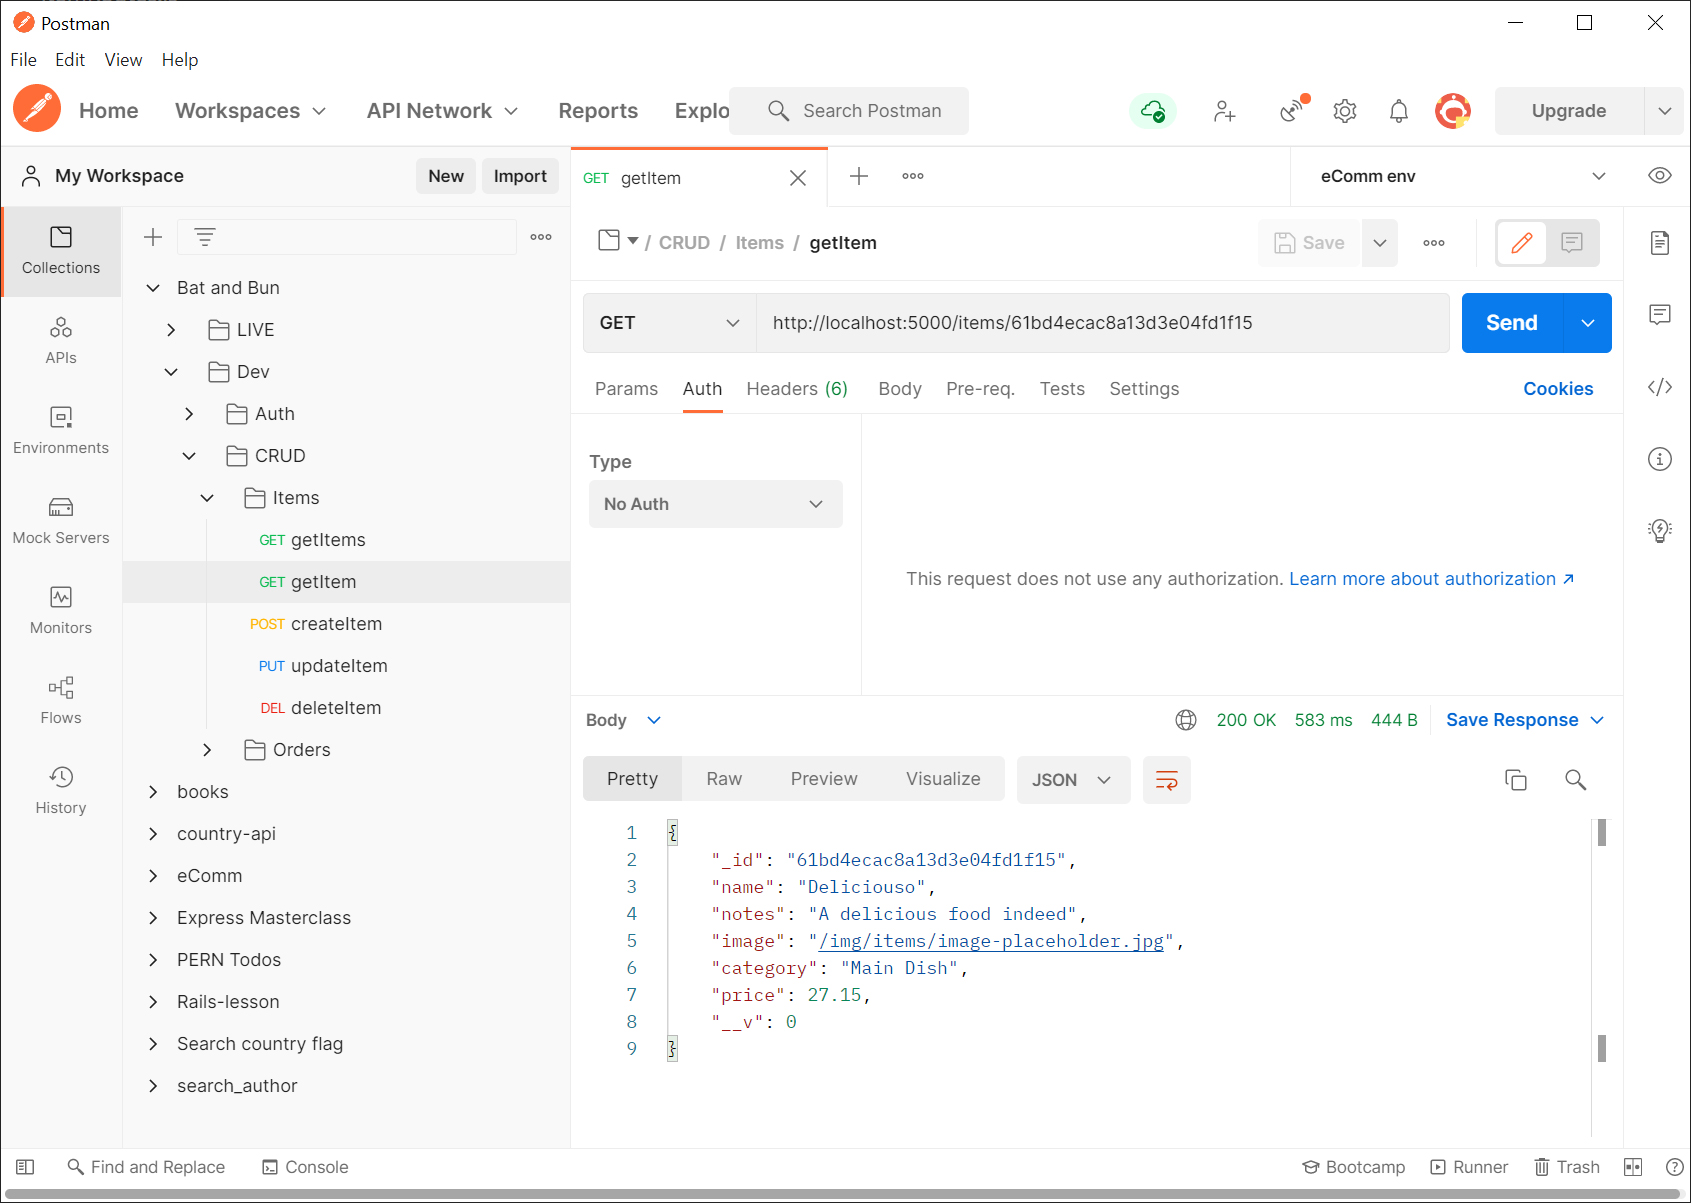 Postman
File Edit View Help
Home Workspaces API Network Reports Explo Search Postman Upgrade
My Workspace New Import
GET getItem
eComm env
Collections
APIs
Environments
Mock Servers
Monitors
Flows
History
Bat and Bun
LIVE
Dev
Auth
CRUD
Items
GET getItems
GET getItem
POST createItem
PUT updateItem
DEL deleteItem
Orders
books
country-api
eComm
Express Masterclass
PERN Todos
Rails-lesson
Search country flag
search_author
/ CRUD / Items / getItem
Save
GET http://localhost:5000/items/61bd4ecac8a13d3e04fd1f15 Send
Params Auth Headers (6) Body Pre-req. Tests Settings Cookies
Type
No Auth
This request does not use any authorization. Learn more about authorization
Body 200 OK 583 ms 444 B Save Response
Pretty Raw Preview Visualize JSON
1 {
2 "_id": "61bd4ecac8a13d3e04fd1f15",
3 "name": "Deliciouso",
4 "notes": "A delicious food indeed",
5 "image": "/img/items/image-placeholder.jpg",
6 "category": "Main Dish",
7 "price": 27.15,
8 "__v": 0
9 }
Find and Replace Console Bootcamp Runner Trash